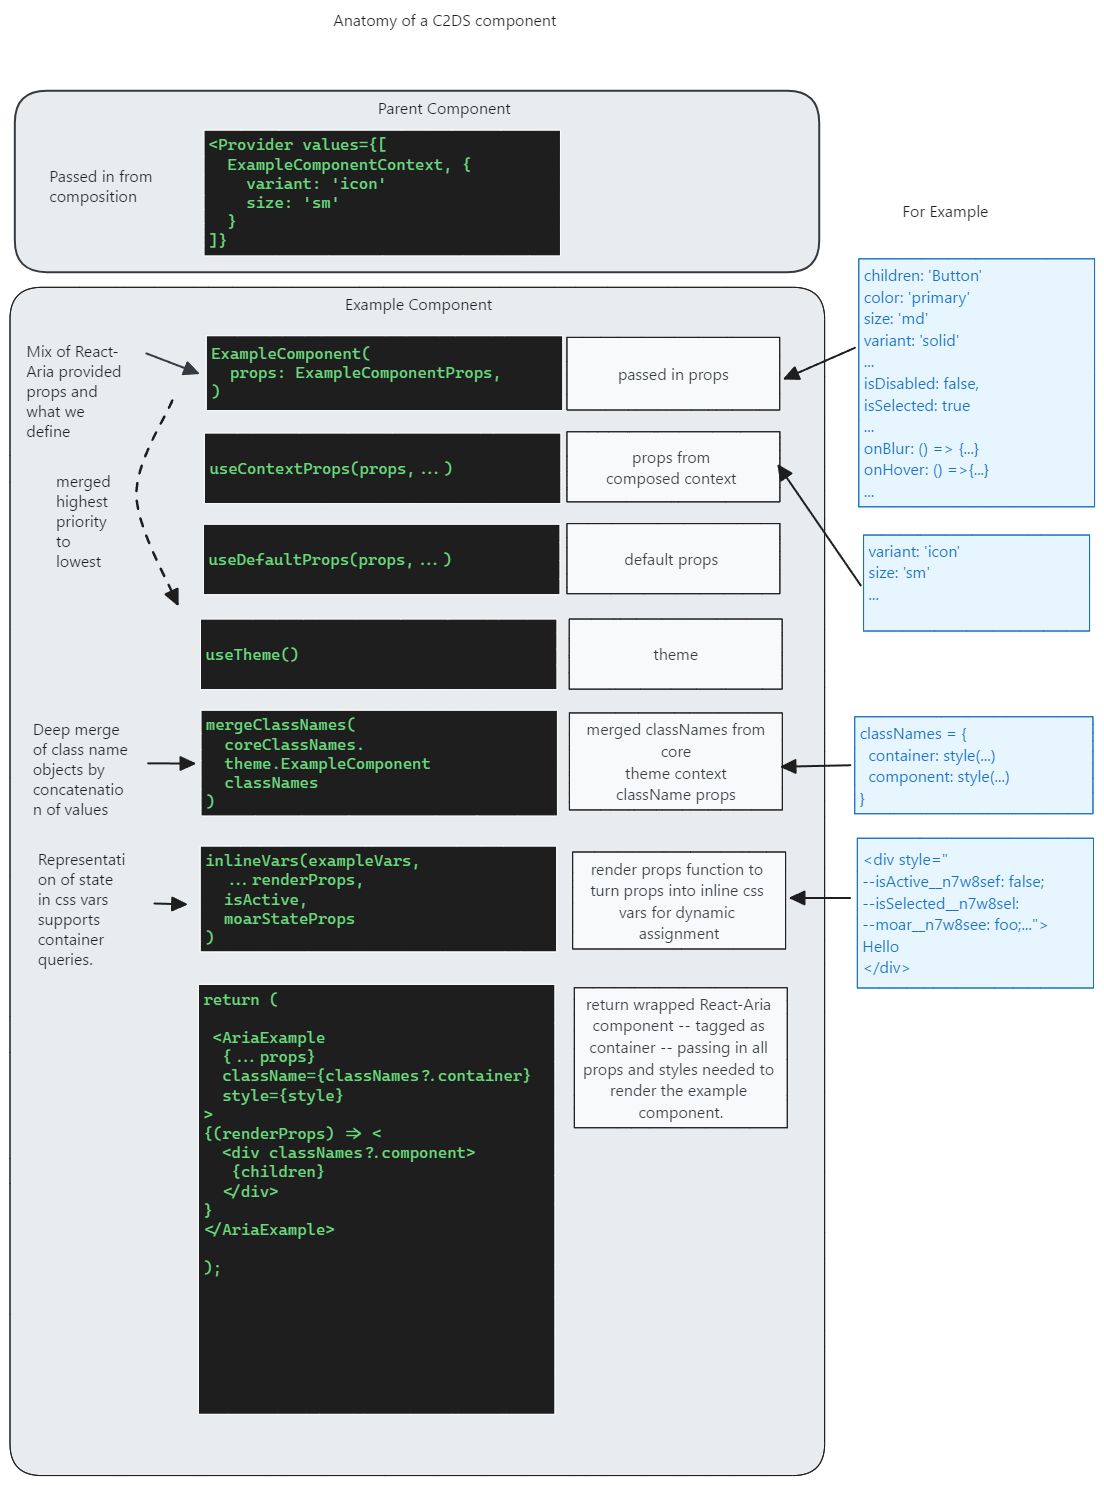 Anatomy of a C2DS component
Parent Component
Passed in from
composition
<Provider values={[
ExampleComponentContext, {
variant: 'icon'
size: 'sm'
}
]}
For Example
Example Component
Mix of React-
Aria provided
props and
what we
define
merged
highest
priority
to
lowest
ExampleComponent(
props: ExampleComponentProps,
)
passed in props
children: 'Button'
color: 'primary'
size: 'md'
variant: 'solid'
...
isDisabled: false,
isSelected: true
...
onBlur: () => {...}
onHover: () =>{...}
...
useContextProps(props, ...)
props from
composed context
variant: 'icon'
size: 'sm'
...
useDefaultProps(props, ...)
default props
useTheme()
theme
Deep merge
of class name
objects by
concatenatio
n of values
mergeClassNames(
coreClassNames.
theme.ExampleComponent
classNames
)
merged classNames from
core
theme context
className props
classNames = {
container: style(...)
component: style(...)
}
Representati
on of state
in css vars
supports
container
queries.
inlineVars(exampleVars,
...renderProps,
isActive,
moarStateProps
)
render props function to
turn props into inline css
vars for dynamic
assignment
<div style="
--isActive__n7w8sef: false;
--isSelected__n7w8sel:
--moar__n7w8see: foo;...">
Hello
</div>
return (
<AriaExample
{...props}
className={classNames?.container}
style={style}
>
{(renderProps) => <
<div classNames?.component>
{children}
</div>
}
</AriaExample>
);
return wrapped React-Aria
component -- tagged as
container -- passing in all
props and styles needed to
render the example
component.